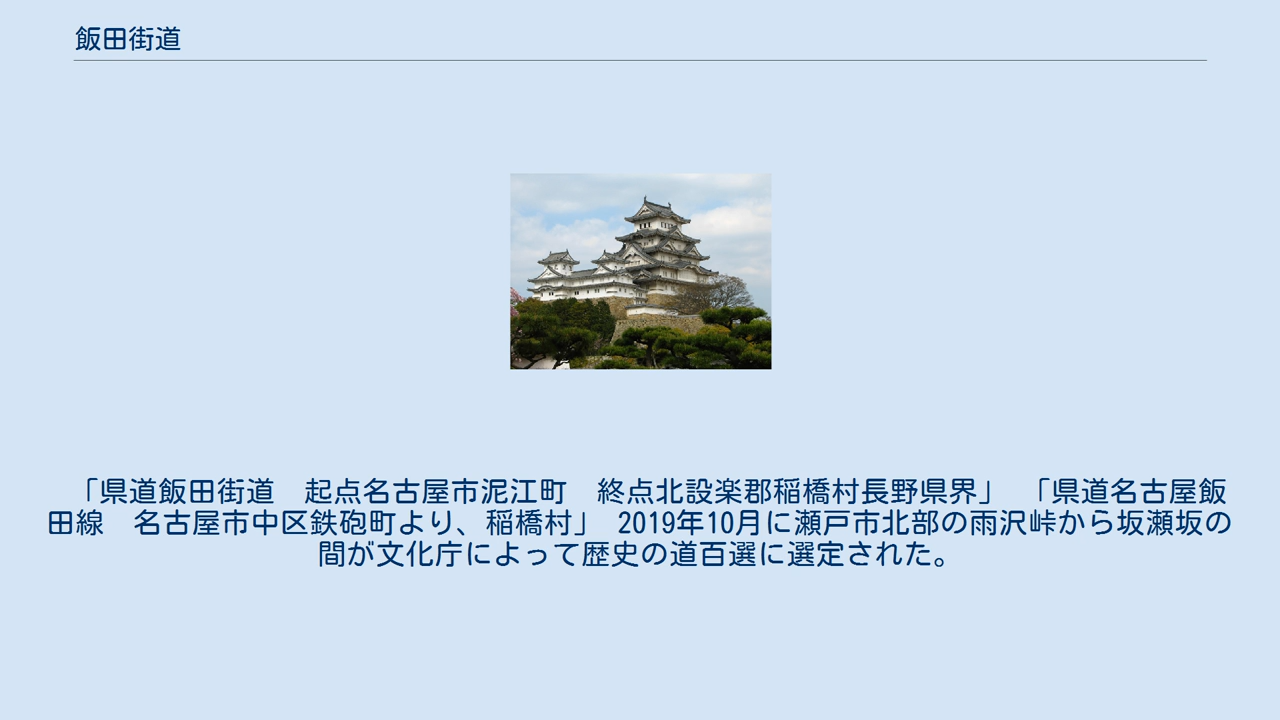 飯田街道
「県道飯田街道　起点名古屋市泥江町　終点北設楽郡稲橋村長野県界」 「県道名古屋飯
田線　名古屋市中区鉄砲町より、稲橋村」 2019年10月に瀬戸市北部の雨沢峠から坂瀬坂の
間が文化庁によって歴史の道百選に選定された。